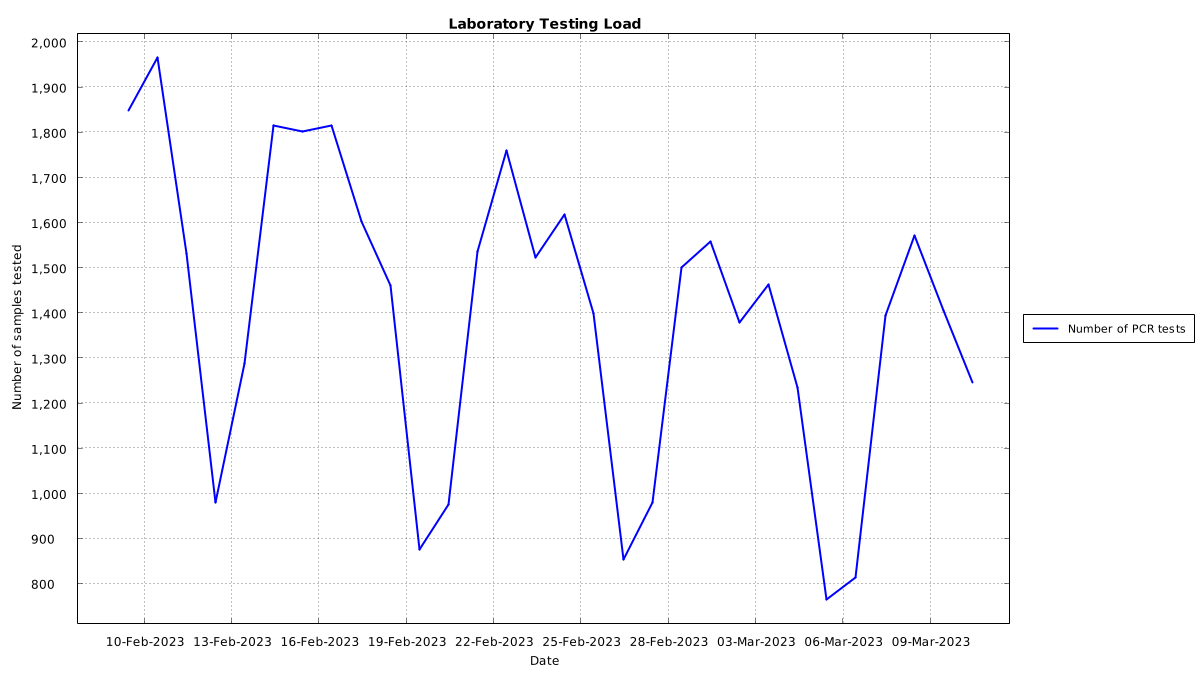 Laboratory Testing Load
2,000
1,900
1,800
1,700
1,600
1,500
1,400
1,300
1,200
1,100
1,000
900
800
Number of samples tested
10-Feb-2023 13-Feb-2023 16-Feb-2023 19-Feb-2023 22-Feb-2023 25-Feb-2023 28-Feb-2023 03-Mar-2023 06-Mar-2023 09-Mar-2023
Date
Number of PCR tests